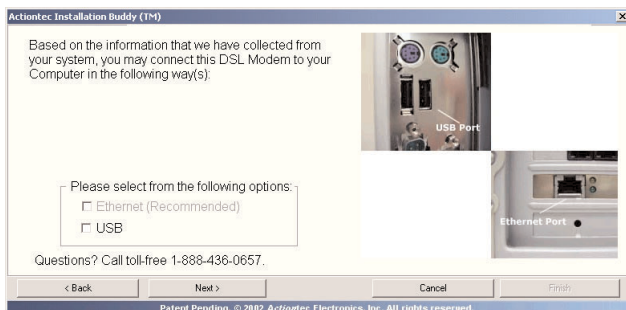 Actiontec Installation Buddy (TM)
Based on the information that we have collected from
your system, you may connect this DSL Modem to your
Computer in the following way(s):
USB Port
Please select from the following options:
Ethernet (Recommended)
USB
Ethernet Port
Questions? Call toll-free 1-888-436-0657.
< Back
Next >
Cancel
Finish
Patent Pending. © 2002 Actiontec Electronics, Inc. All rights reserved.